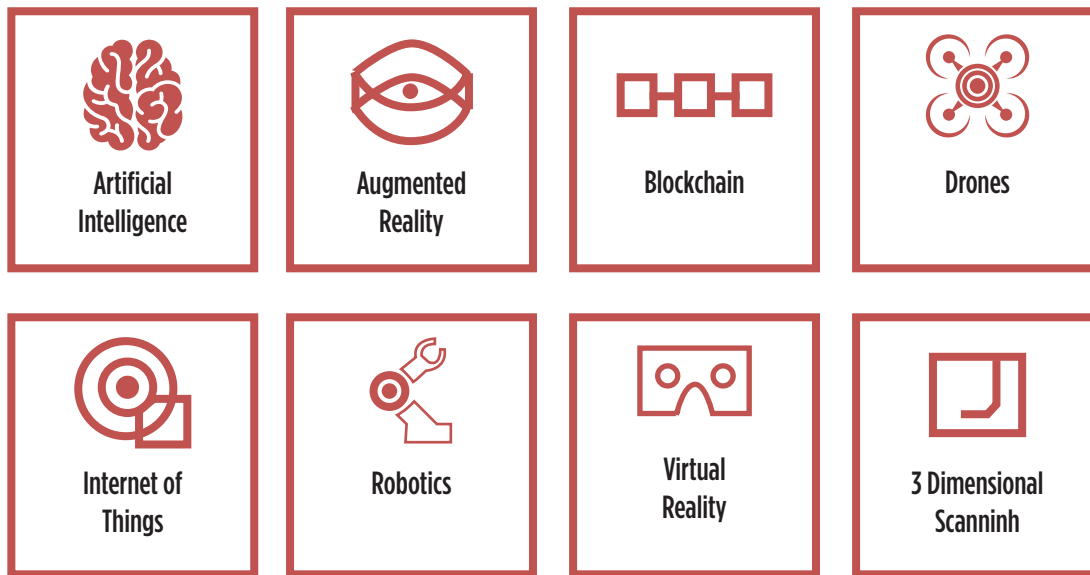 Artificial
Intelligence
Augmented
Reality
Blockchain
Drones
Internet of
Things
Robotics
Virtual
Reality
3 Dimensional
Scanninh